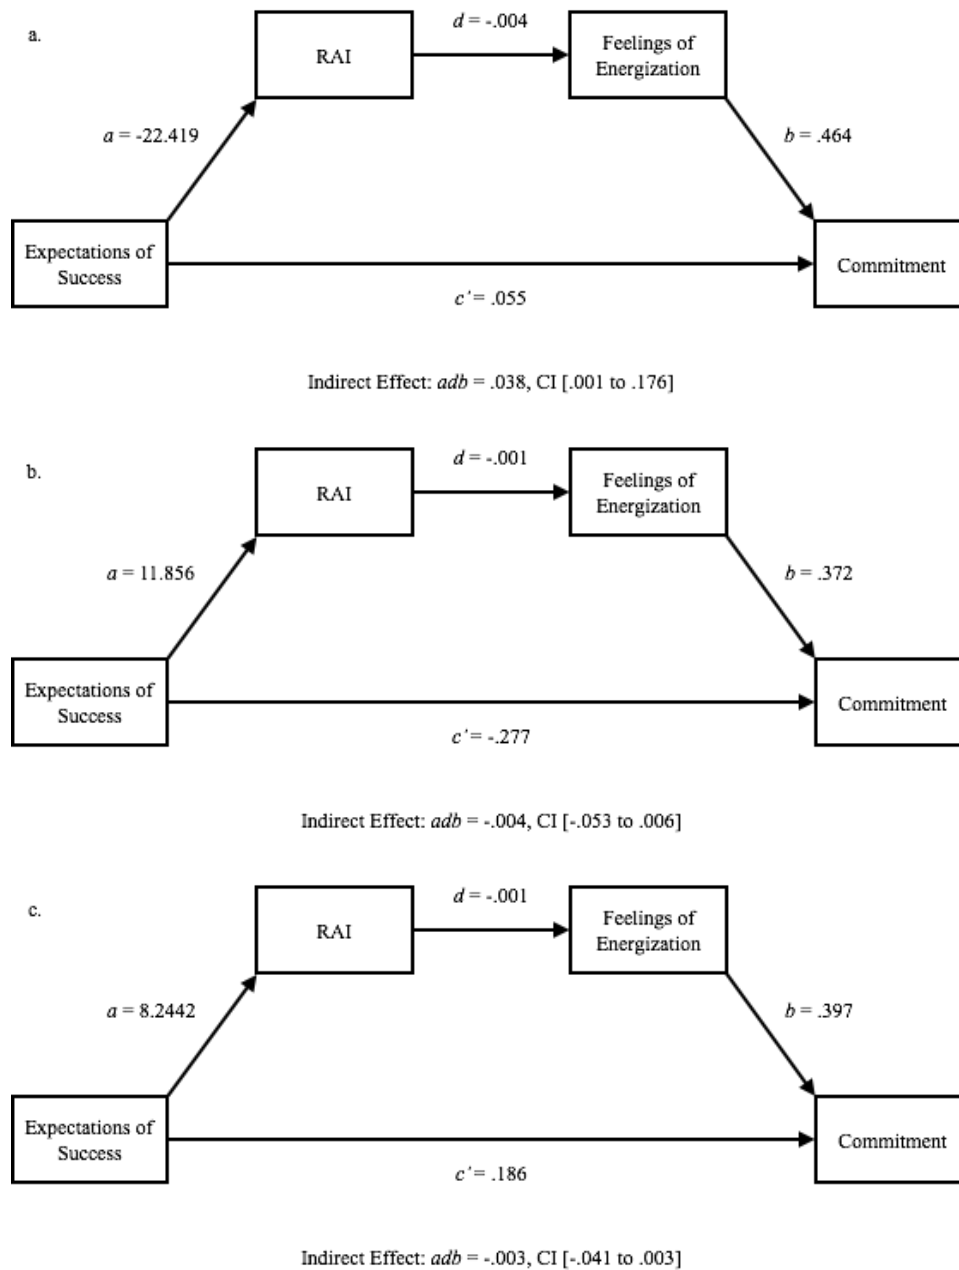 a.
d = -.004
RAI
Feelings of
Energization
a = -22.419
b = .464
Expectations of
Success
Commitment
c' = .055
Indirect Effect: adb = .038, CI [.001 to .176]
b.
d = -.001
RAI
Feelings of
Energization
a = 11.856
b = .372
Expectations of
Success
Commitment
c' = -.277
Indirect Effect: adb = -.004, CI [-.053 to .006]
c.
d = -.001
RAI
Feelings of
Energization
a = 8.2442
b = .397
Expectations of
Success
Commitment
c' = .186
Indirect Effect: adb = -.003, CI [-.041 to .003]